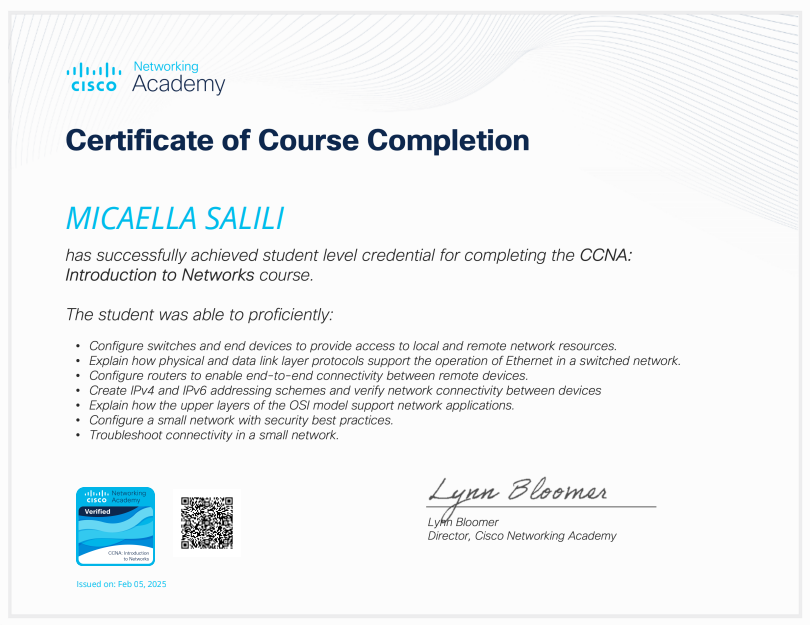 Networking
CISCO Academy
Certificate of Course Completion
MICAELLA SALILI
has successfully achieved student level credential for completing the CCNA:
Introduction to Networks course.
The student was able to proficiently:
• Configure switches and end devices to provide access to local and remote network resources.
• Explain how physical and data link layer protocols support the operation of Ethernet in a switched network.
• Configure routers to enable end-to-end connectivity between remote devices.
• Create IPv4 and IPv6 addressing schemes and verify network connectivity between devices
• Explain how the upper layers of the OSI model support network applications.
• Configure a small network with security best practices.
• Troubleshoot connectivity in a small network.
Networking
CISCO Academy
Verified
CCNA: Introduction
to Networks
Lynn Bloomer
Lynn Bloomer
Director, Cisco Networking Academy
Issued on: Feb 05, 2025